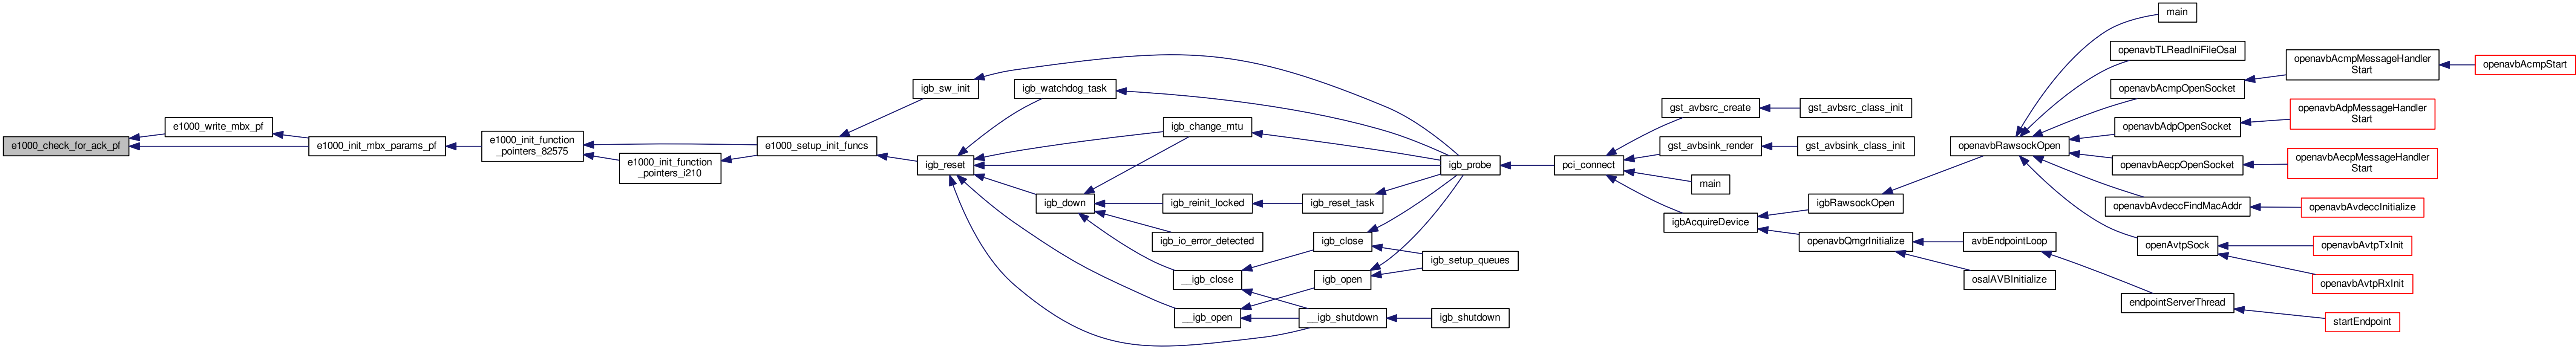 e1000_check_for_ack_pf
e1000_write_mbx_pf
e1000_init_mbx_params_pf
e1000_init_function
_pointers_82575
e1000_init_function
_pointers_i210
e1000_setup_init_funcs
igb_sw_init
igb_reset
igb_watchdog_task
igb_change_mtu
igb_down
igb_reinit_locked
igb_io_error_detected
__igb_close
__igb_open
igb_reset_task
igb_close
igb_open
__igb_shutdown
igb_probe
igb_setup_queues
igb_shutdown
pci_connect
gst_avbsrc_create
gst_avbsink_render
main
igbAcquireDevice
gst_avbsrc_class_init
gst_avbsink_class_init
igbRawsockOpen
openavbQmgrInitialize
openavbRawsockOpen
avbEndpointLoop
osalAVBInitialize
main
openavbTLReadIniFileOsal
openavbAcmpOpenSocket
openavbAdpOpenSocket
openavbAecpOpenSocket
openavbAvdeccFindMacAddr
openAvtpSock
endpointServerThread
openavbAcmpMessageHandler
Start
openavbAdpMessageHandler
Start
openavbAecpMessageHandler
Start
openavbAvdeccInitialize
openavbAvtpTxInit
openavbAvtpRxInit
startEndpoint
openavbAcmpStart